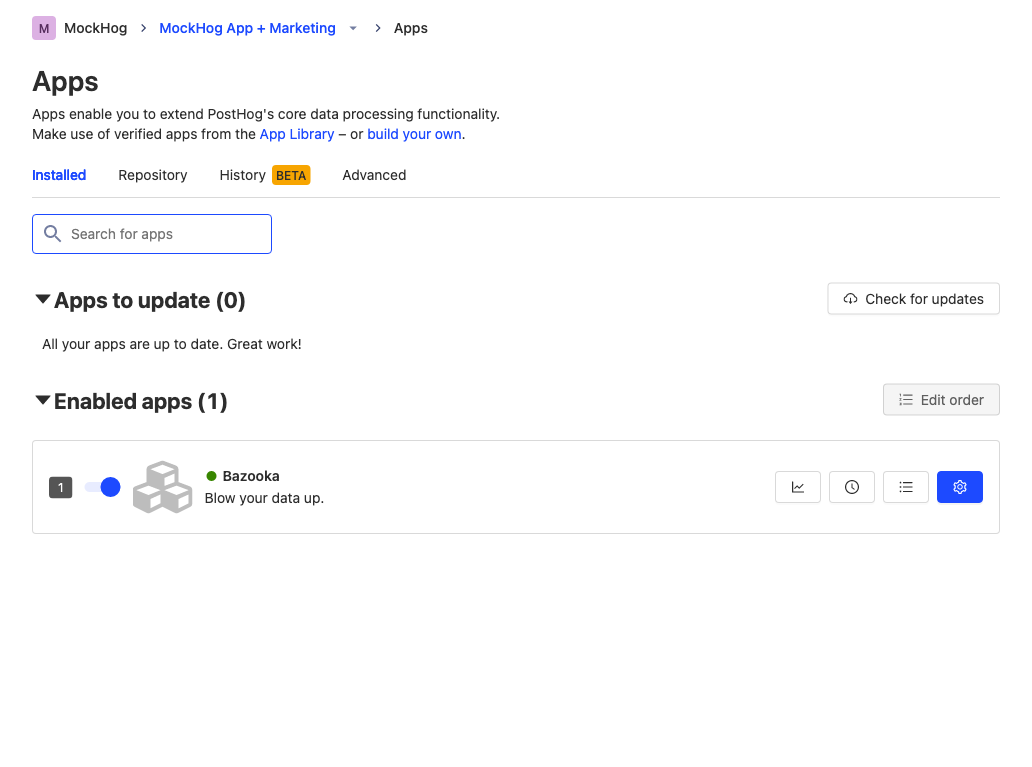 M MockHog MockHog App + Marketing Apps
Apps
Apps enable you to extend PostHog's core data processing functionality.
Make use of verified apps from the App Library – or build your own.
Installed Repository History BETA Advanced
Search for apps
Apps to update (0) Check for updates
All your apps are up to date. Great work!
Enabled apps (1) Edit order
1 Bazooka
Blow your data up.